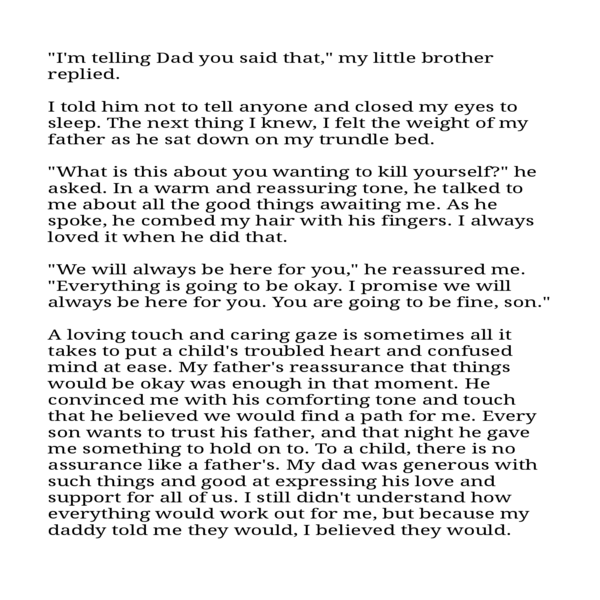 "I'm telling Dad you said that," my little brother
replied.
I told him not to tell anyone and closed my eyes to
sleep. The next thing I knew, I felt the weight of my
father as he sat down on my trundle bed.
"What is this about you wanting to kill yourself?" he
asked. In a warm and reassuring tone, he talked to
me about all the good things awaiting me. As he
spoke, he combed my hair with his fingers. I always
loved it when he did that.
"We will always be here for you," he reassured me.
"Everything is going to be okay. I promise we will
always be here for you. You are going to be fine, son."
A loving touch and caring gaze is sometimes all it
takes to put a child's troubled heart and confused
mind at ease. My father's reassurance that things
would be okay was enough in that moment. He
convinced me with his comforting tone and touch
that he believed we would find a path for me. Every
son wants to trust his father, and that night he gave
me something to hold on to. To a child, there is no
assurance like a father's. My dad was generous with
such things and good at expressing his love and
support for all of us. I still didn't understand how
everything would work out for me, but because my
daddy told me they would, I believed they would.